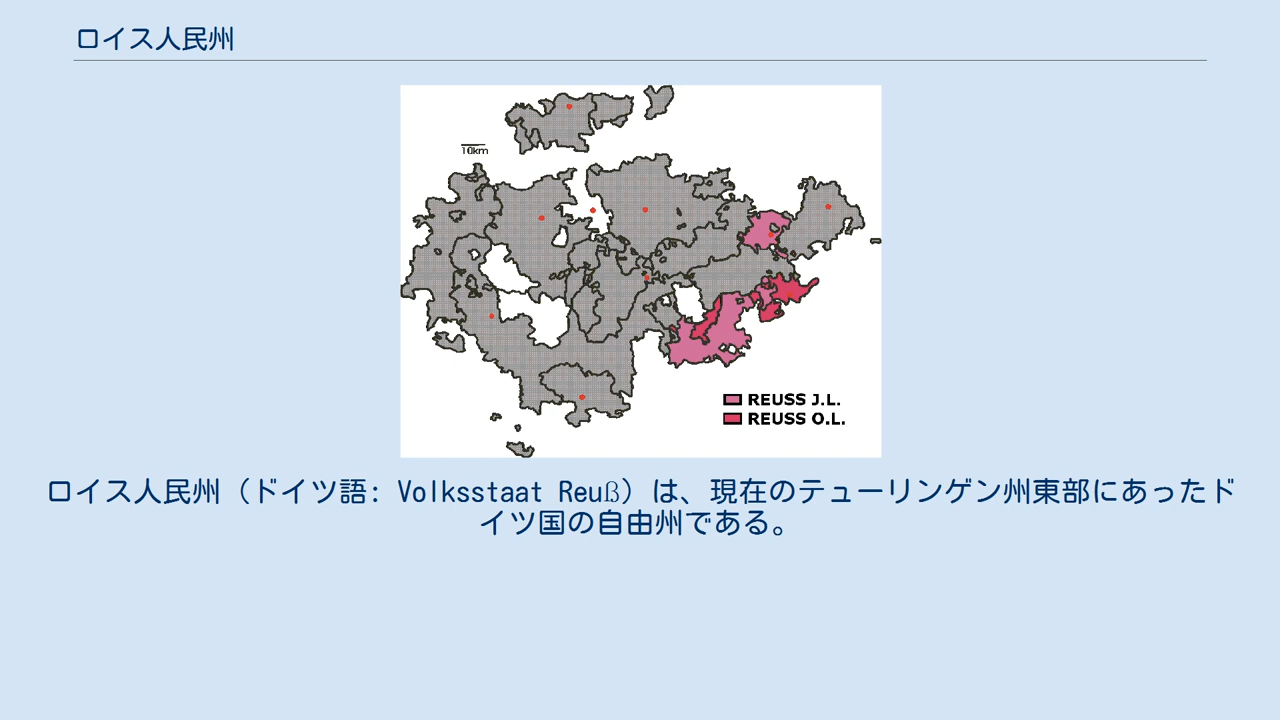 ロイス人民州
10km
REUSS J.L.
REUSS O.L.
ロイス人民州（ドイツ語: Volksstaat Reuß）は、現在のテューリンゲン州東部にあったド
イツ国の自由州である。